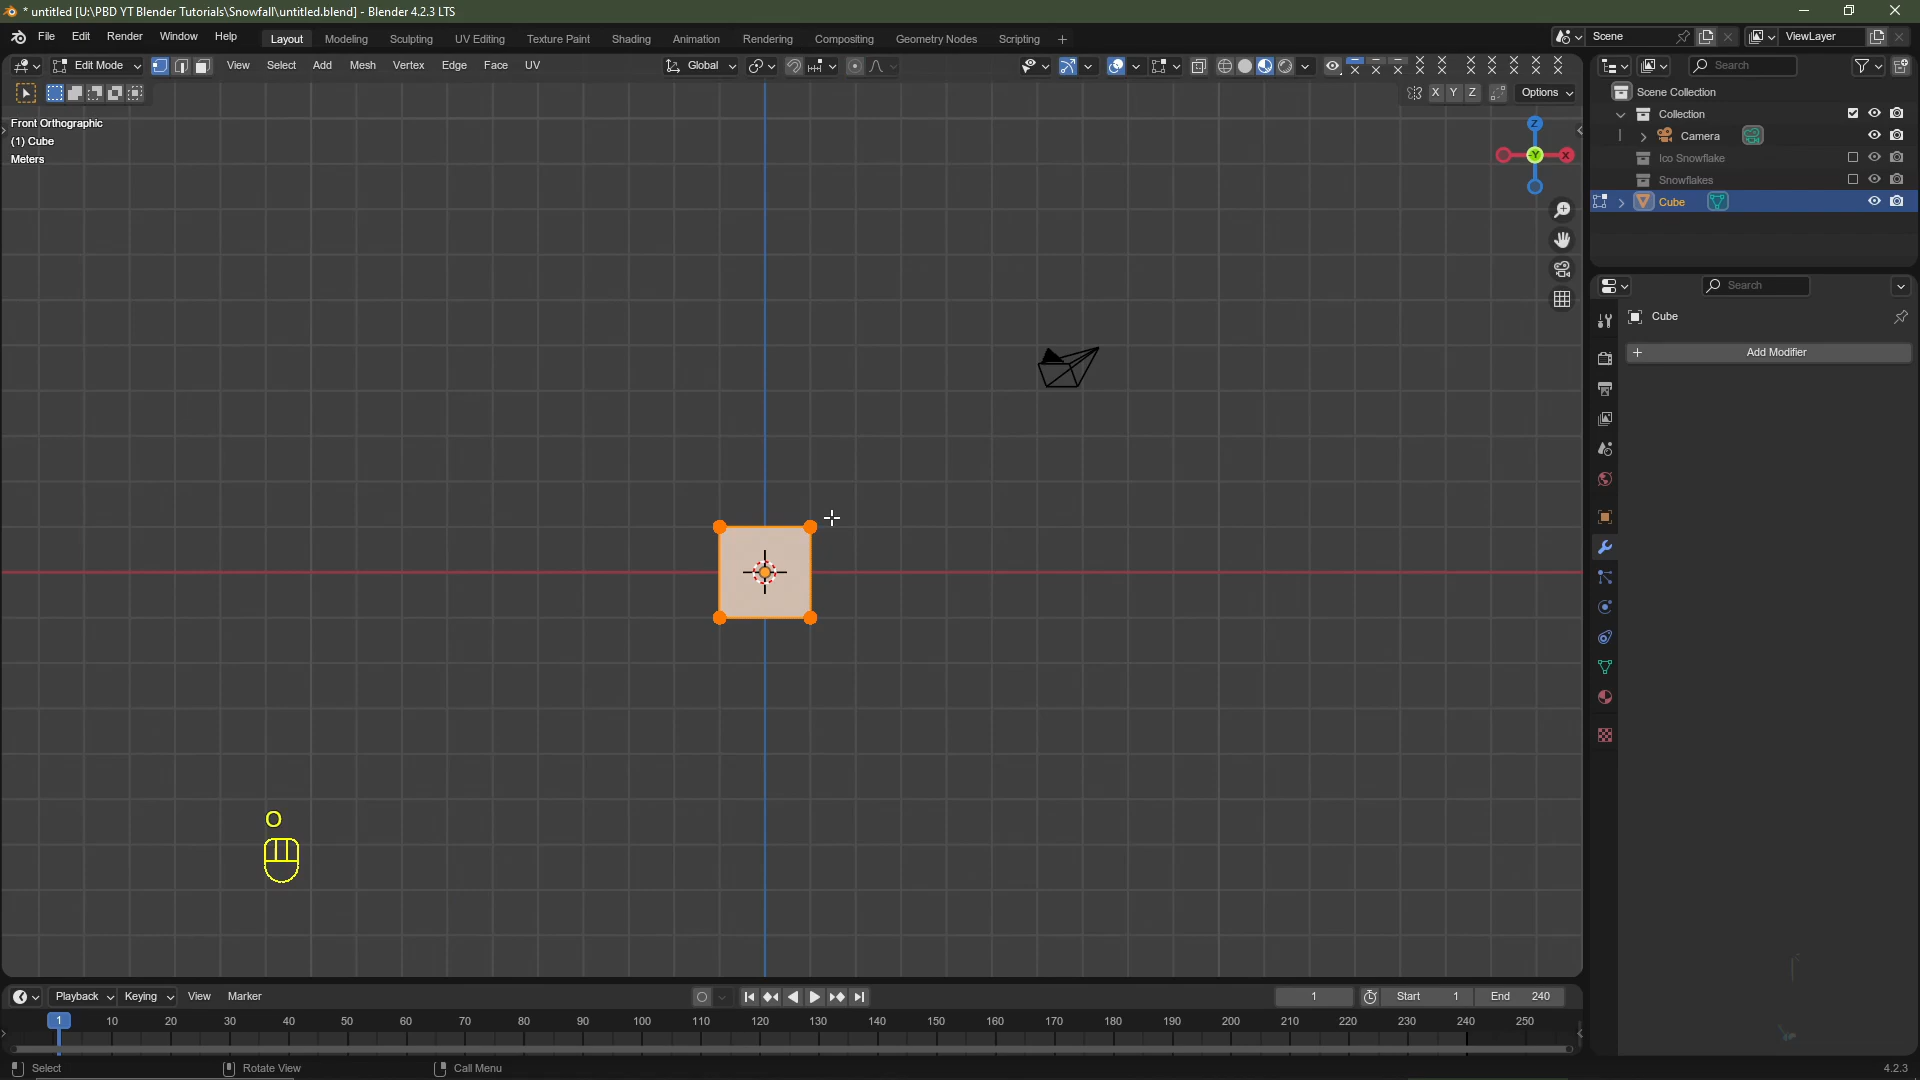 * untitled [U:\PBD YT Blender Tutorials\Snowfall\untitled.blend] - Blender 4.2.3 LTS
File Edit Render Window Help Layout Modeling Sculpting UV Editing Texture Paint Shading Animation Rendering Compositing Geometry Nodes Scripting + Scene ViewLayer
Edit Mode View Select Add Mesh Vertex Edge Face UV Global Search
X Y Z Options
Front Orthographic
(1) Cube
Meters
Z
-Y X
Scene Collection
Collection
Camera
Ico Snowflake
Snowflakes
Cube
Search
Cube
+ Add Modifier
O
Playback Keying View Marker 1 Start 1 End 240
1 10 20 30 40 50 60 70 80 90 100 110 120 130 140 150 160 170 180 190 200 210 220 230 240 250
Select Rotate View Call Menu 4.2.3